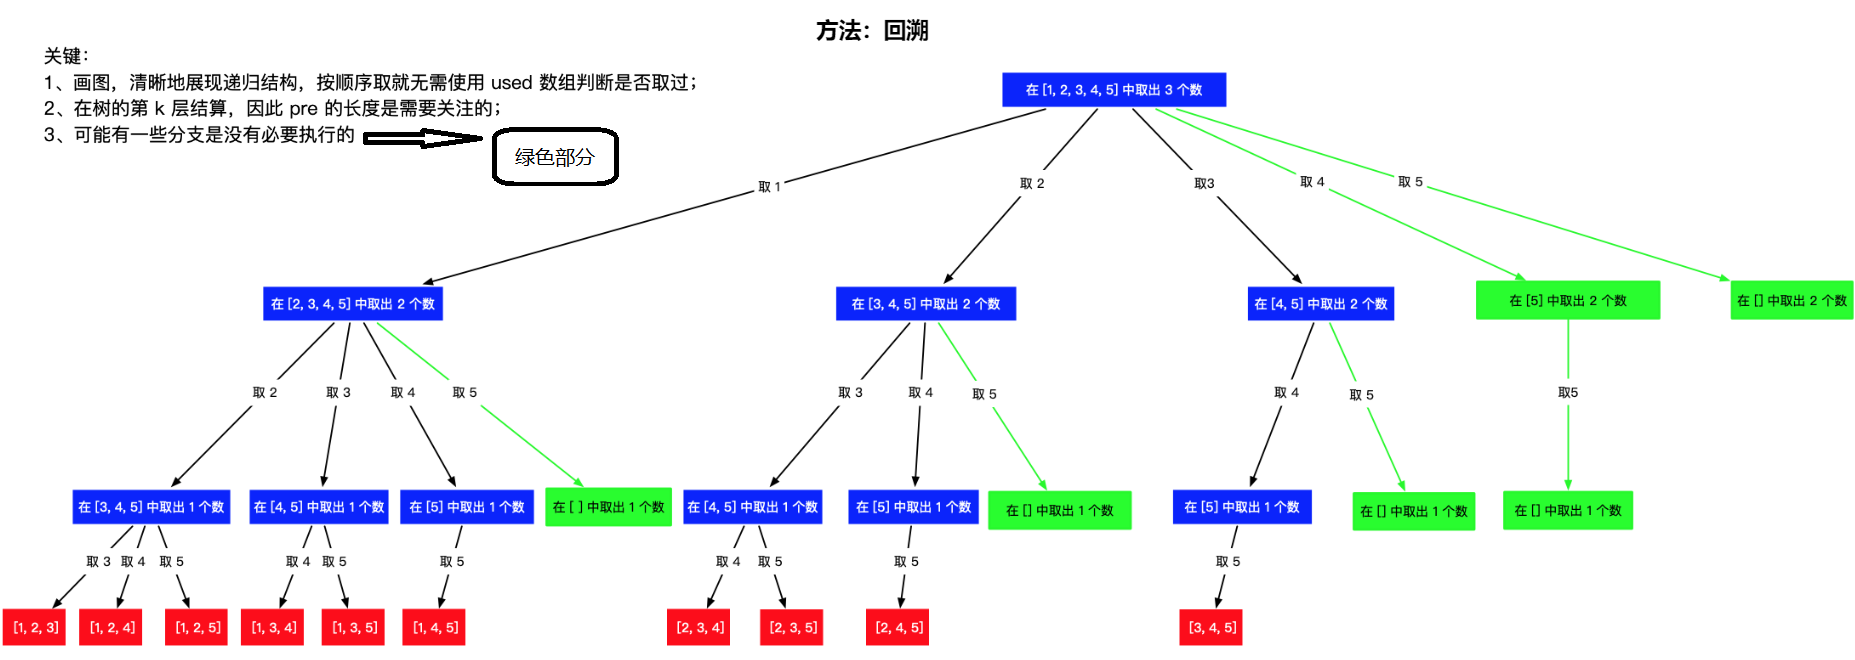 方法：回溯
关键：
1、画图，清晰地展现递归结构，按顺序取就无需使用 used 数组判断是否取过；
2、在树的第 k 层结算，因此 pre 的长度是需要关注的；
3、可能有一些分支是没有必要执行的
绿色部分
在 [1, 2, 3, 4, 5] 中取出 3 个数
取 1
取 2
取3
取 4
取 5
在 [2, 3, 4, 5] 中取出 2 个数
在 [3, 4, 5] 中取出 2 个数
在 [4, 5] 中取出 2 个数
在 [5] 中取出 2 个数
在 [] 中取出 2 个数
取 2
取 3
取 4
取 5
取 3
取 4
取 5
取 4
取 5
取5
在 [3, 4, 5] 中取出 1 个数
在 [4, 5] 中取出 1 个数
在 [5] 中取出 1 个数
在 [ ] 中取出 1 个数
在 [4, 5] 中取出 1 个数
在 [5] 中取出 1 个数
在 [] 中取出 1 个数
在 [5] 中取出 1 个数
在 [] 中取出 1 个数
在 [] 中取出 1 个数
取 3
取 4
取 5
取 4
取 5
取 5
取 4
取 5
取 5
取 5
[1, 2, 3]
[1, 2, 4]
[1, 2, 5]
[1, 3, 4]
[1, 3, 5]
[1, 4, 5]
[2, 3, 4]
[2, 3, 5]
[2, 4, 5]
[3, 4, 5]